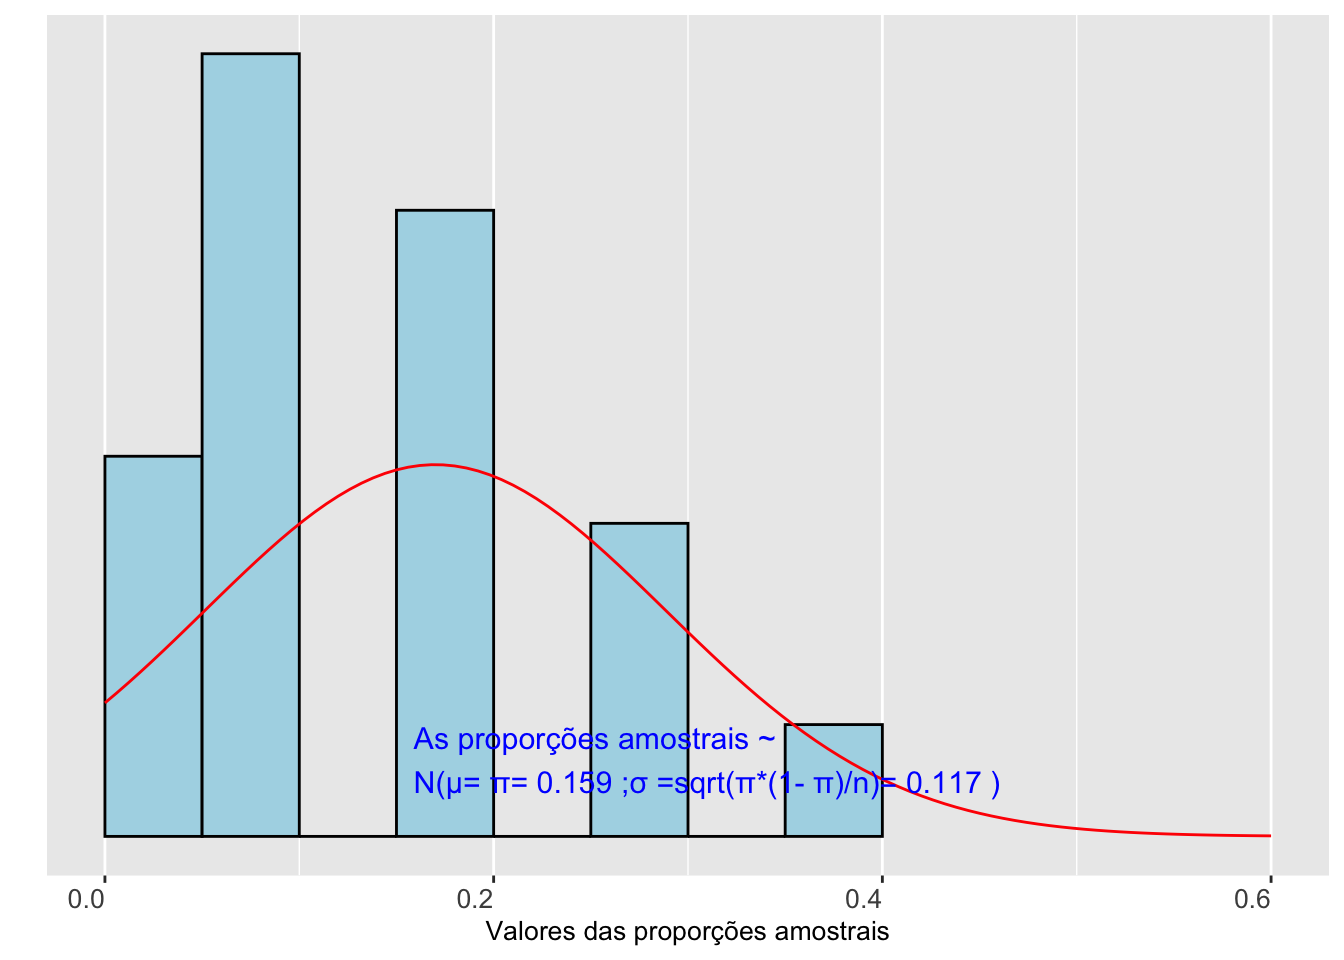 As proporções amostrais ~
N(μ= π= 0.159 ;σ =sqrt(π*(1- π)/n)= 0.117 )
0.0 0.2 0.4 0.6
Valores das proporções amostrais